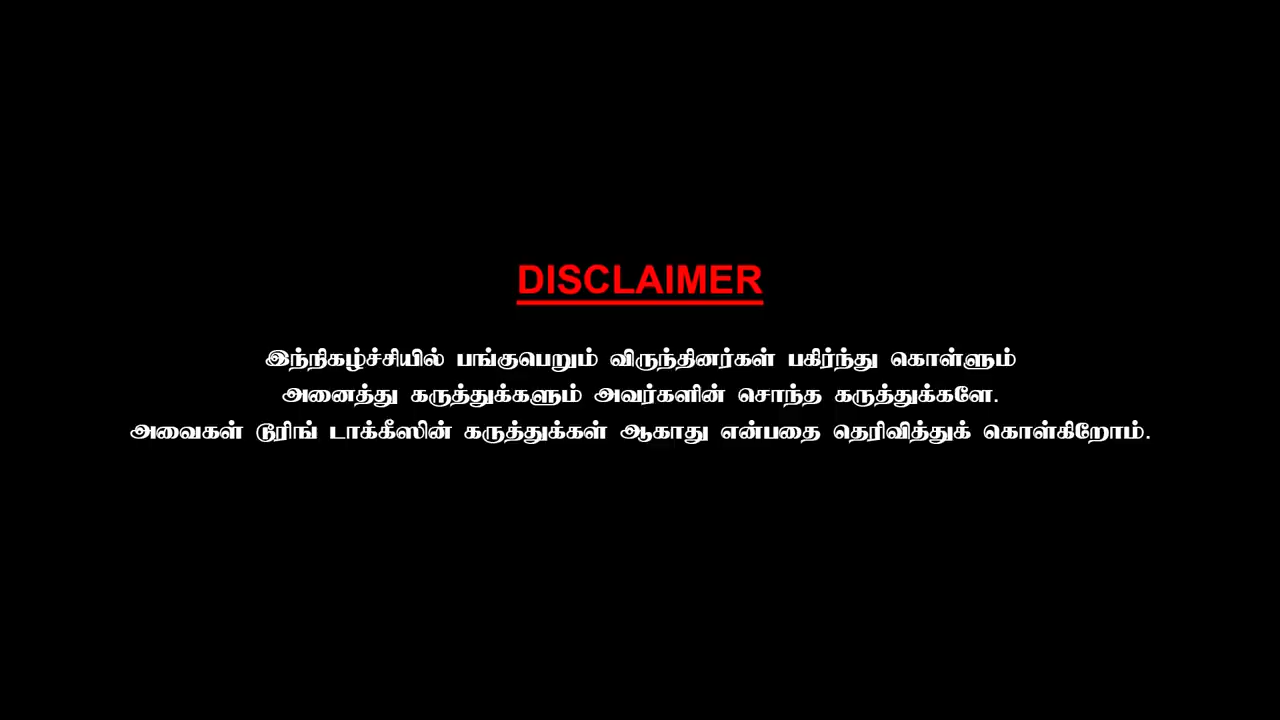 DISCLAIMER
இந்நிகழ்ச்சியில் பங்குபெறும் விருந்தினர்கள் பகிர்ந்து கொள்ளும்
அனைத்து கருத்துக்களும் அவர்களின் சொந்த கருத்துக்களே.
அவைகள் டூரிங் டாக்கீஸின் கருத்துக்கள் ஆகாது என்பதை தெரிவித்துக் கொள்கிறோம்.